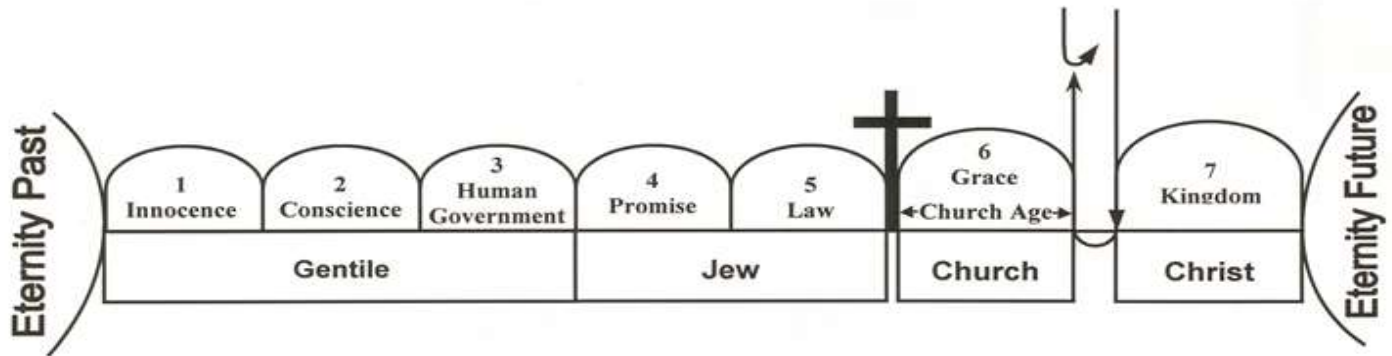 Eternity Past
1
Innocence
2
Conscience
3
Human
Government
4
Promise
5
Law
6
Grace
Church Age
7
Kingdom
Gentile
Jew
Church
Christ
Eternity Future